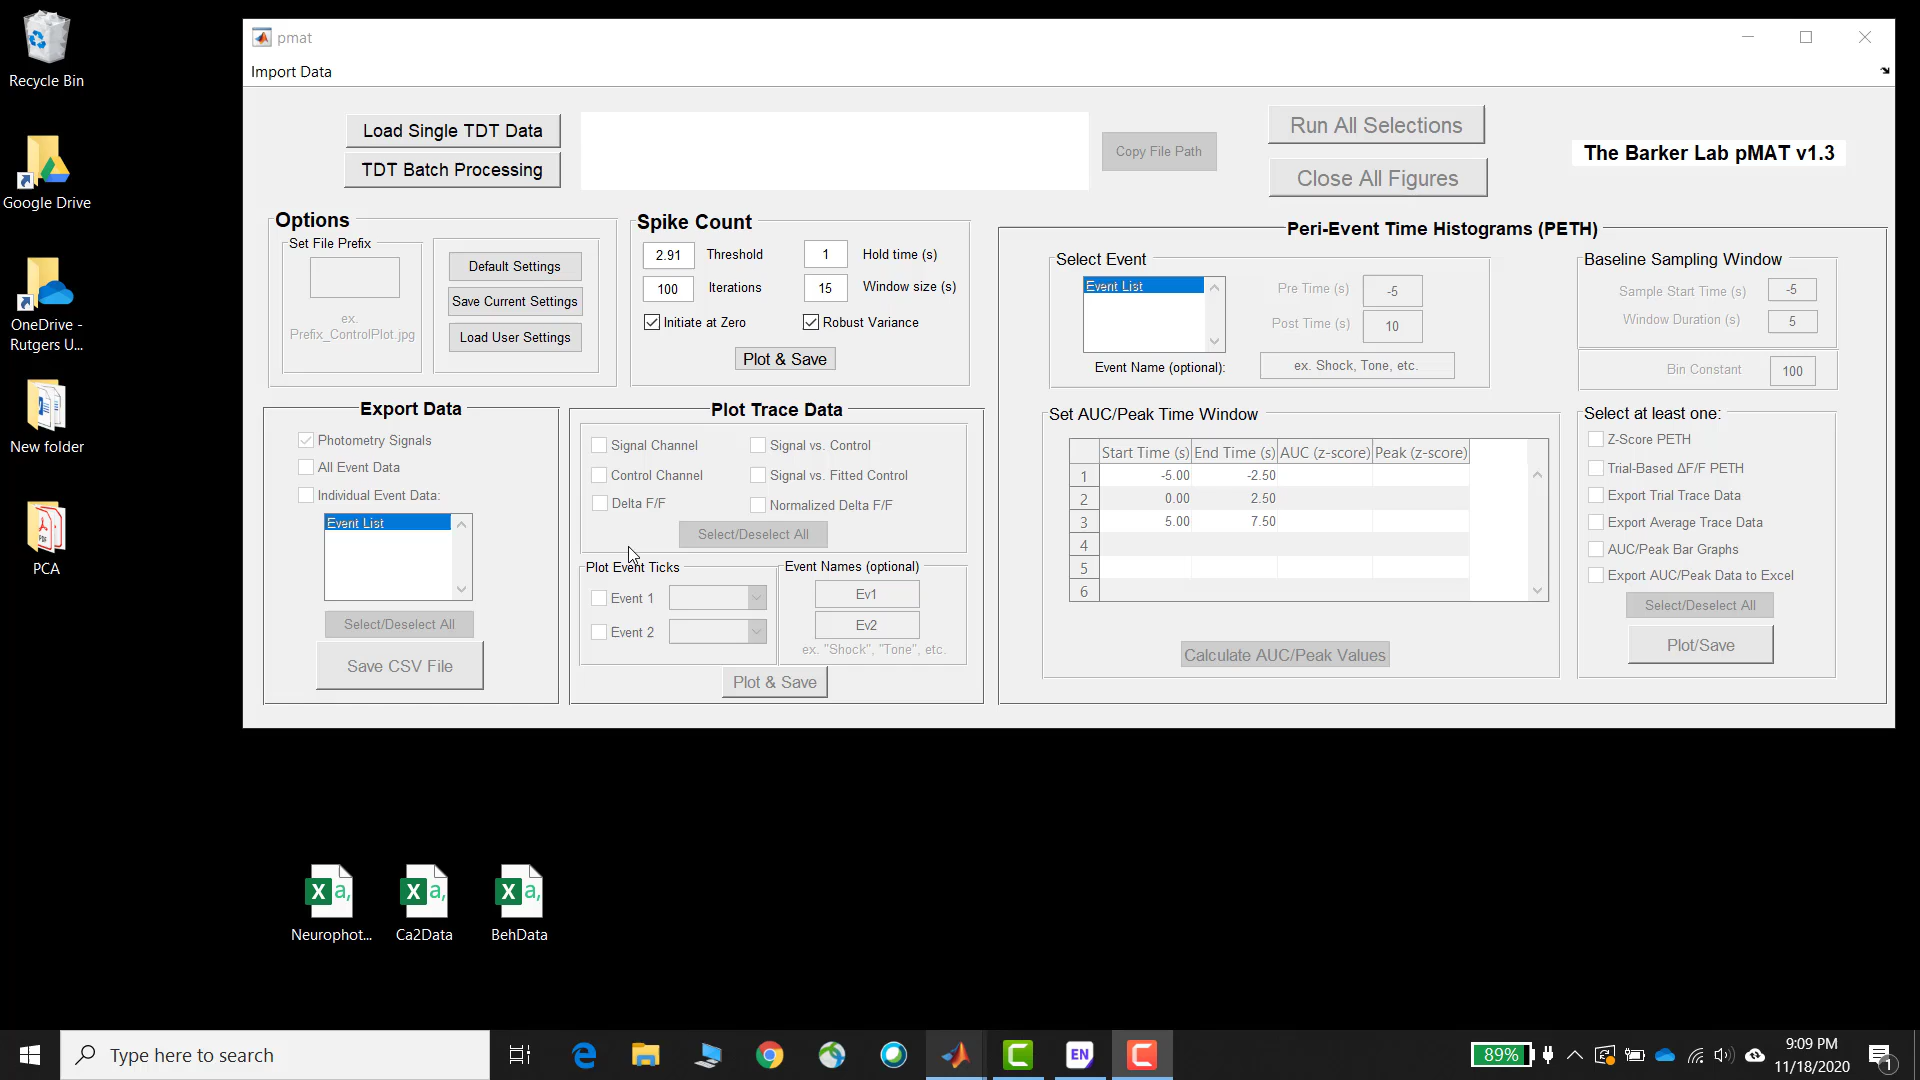 Recycle Bin
Google Drive
OneDrive -
Rutgers U...
New folder
PCA
pmat
Import Data
Load Single TDT Data
TDT Batch Processing
Copy File Path
Run All Selections
Close All Figures
The Barker Lab pMAT v1.3
Options
Set File Prefix
ex.
Prefix_ControlPlot.jpg
Default Settings
Save Current Settings
Load User Settings
Spike Count
2.91 Threshold 1 Hold time (s)
100 Iterations 15 Window size (s)
Initiate at Zero Robust Variance
Plot & Save
Export Data
Photometry Signals
All Event Data
Individual Event Data:
Event List
Select/Deselect All
Save CSV File
Plot Trace Data
Signal Channel Signal vs. Control
Control Channel Signal vs. Fitted Control
Delta F/F Normalized Delta F/F
Select/Deselect All
Plot Event Ticks
Event 1
Event 2
Event Names (optional)
Ev1
Ev2
ex. "Shock", "Tone", etc.
Plot & Save
Peri-Event Time Histograms (PETH)
Select Event
Event List
Pre Time (s) -5
Post Time (s) 10
Event Name (optional): ex. Shock, Tone, etc.
Baseline Sampling Window
Sample Start Time (s) -5
Window Duration (s) 5
Bin Constant 100
Set AUC/Peak Time Window
Start Time (s) End Time (s) AUC (z-score) Peak (z-score)
1 -5.00 -2.50
2 0.00 2.50
3 5.00 7.50
4
5
6
Calculate AUC/Peak Values
Select at least one:
Z-Score PETH
Trial-Based ΔF/F PETH
Export Trial Trace Data
Export Average Trace Data
AUC/Peak Bar Graphs
Export AUC/Peak Data to Excel
Select/Deselect All
Plot/Save
Neurophot...
Ca2Data
BehData
Type here to search
EN
89%
9:09 PM
11/18/2020
1